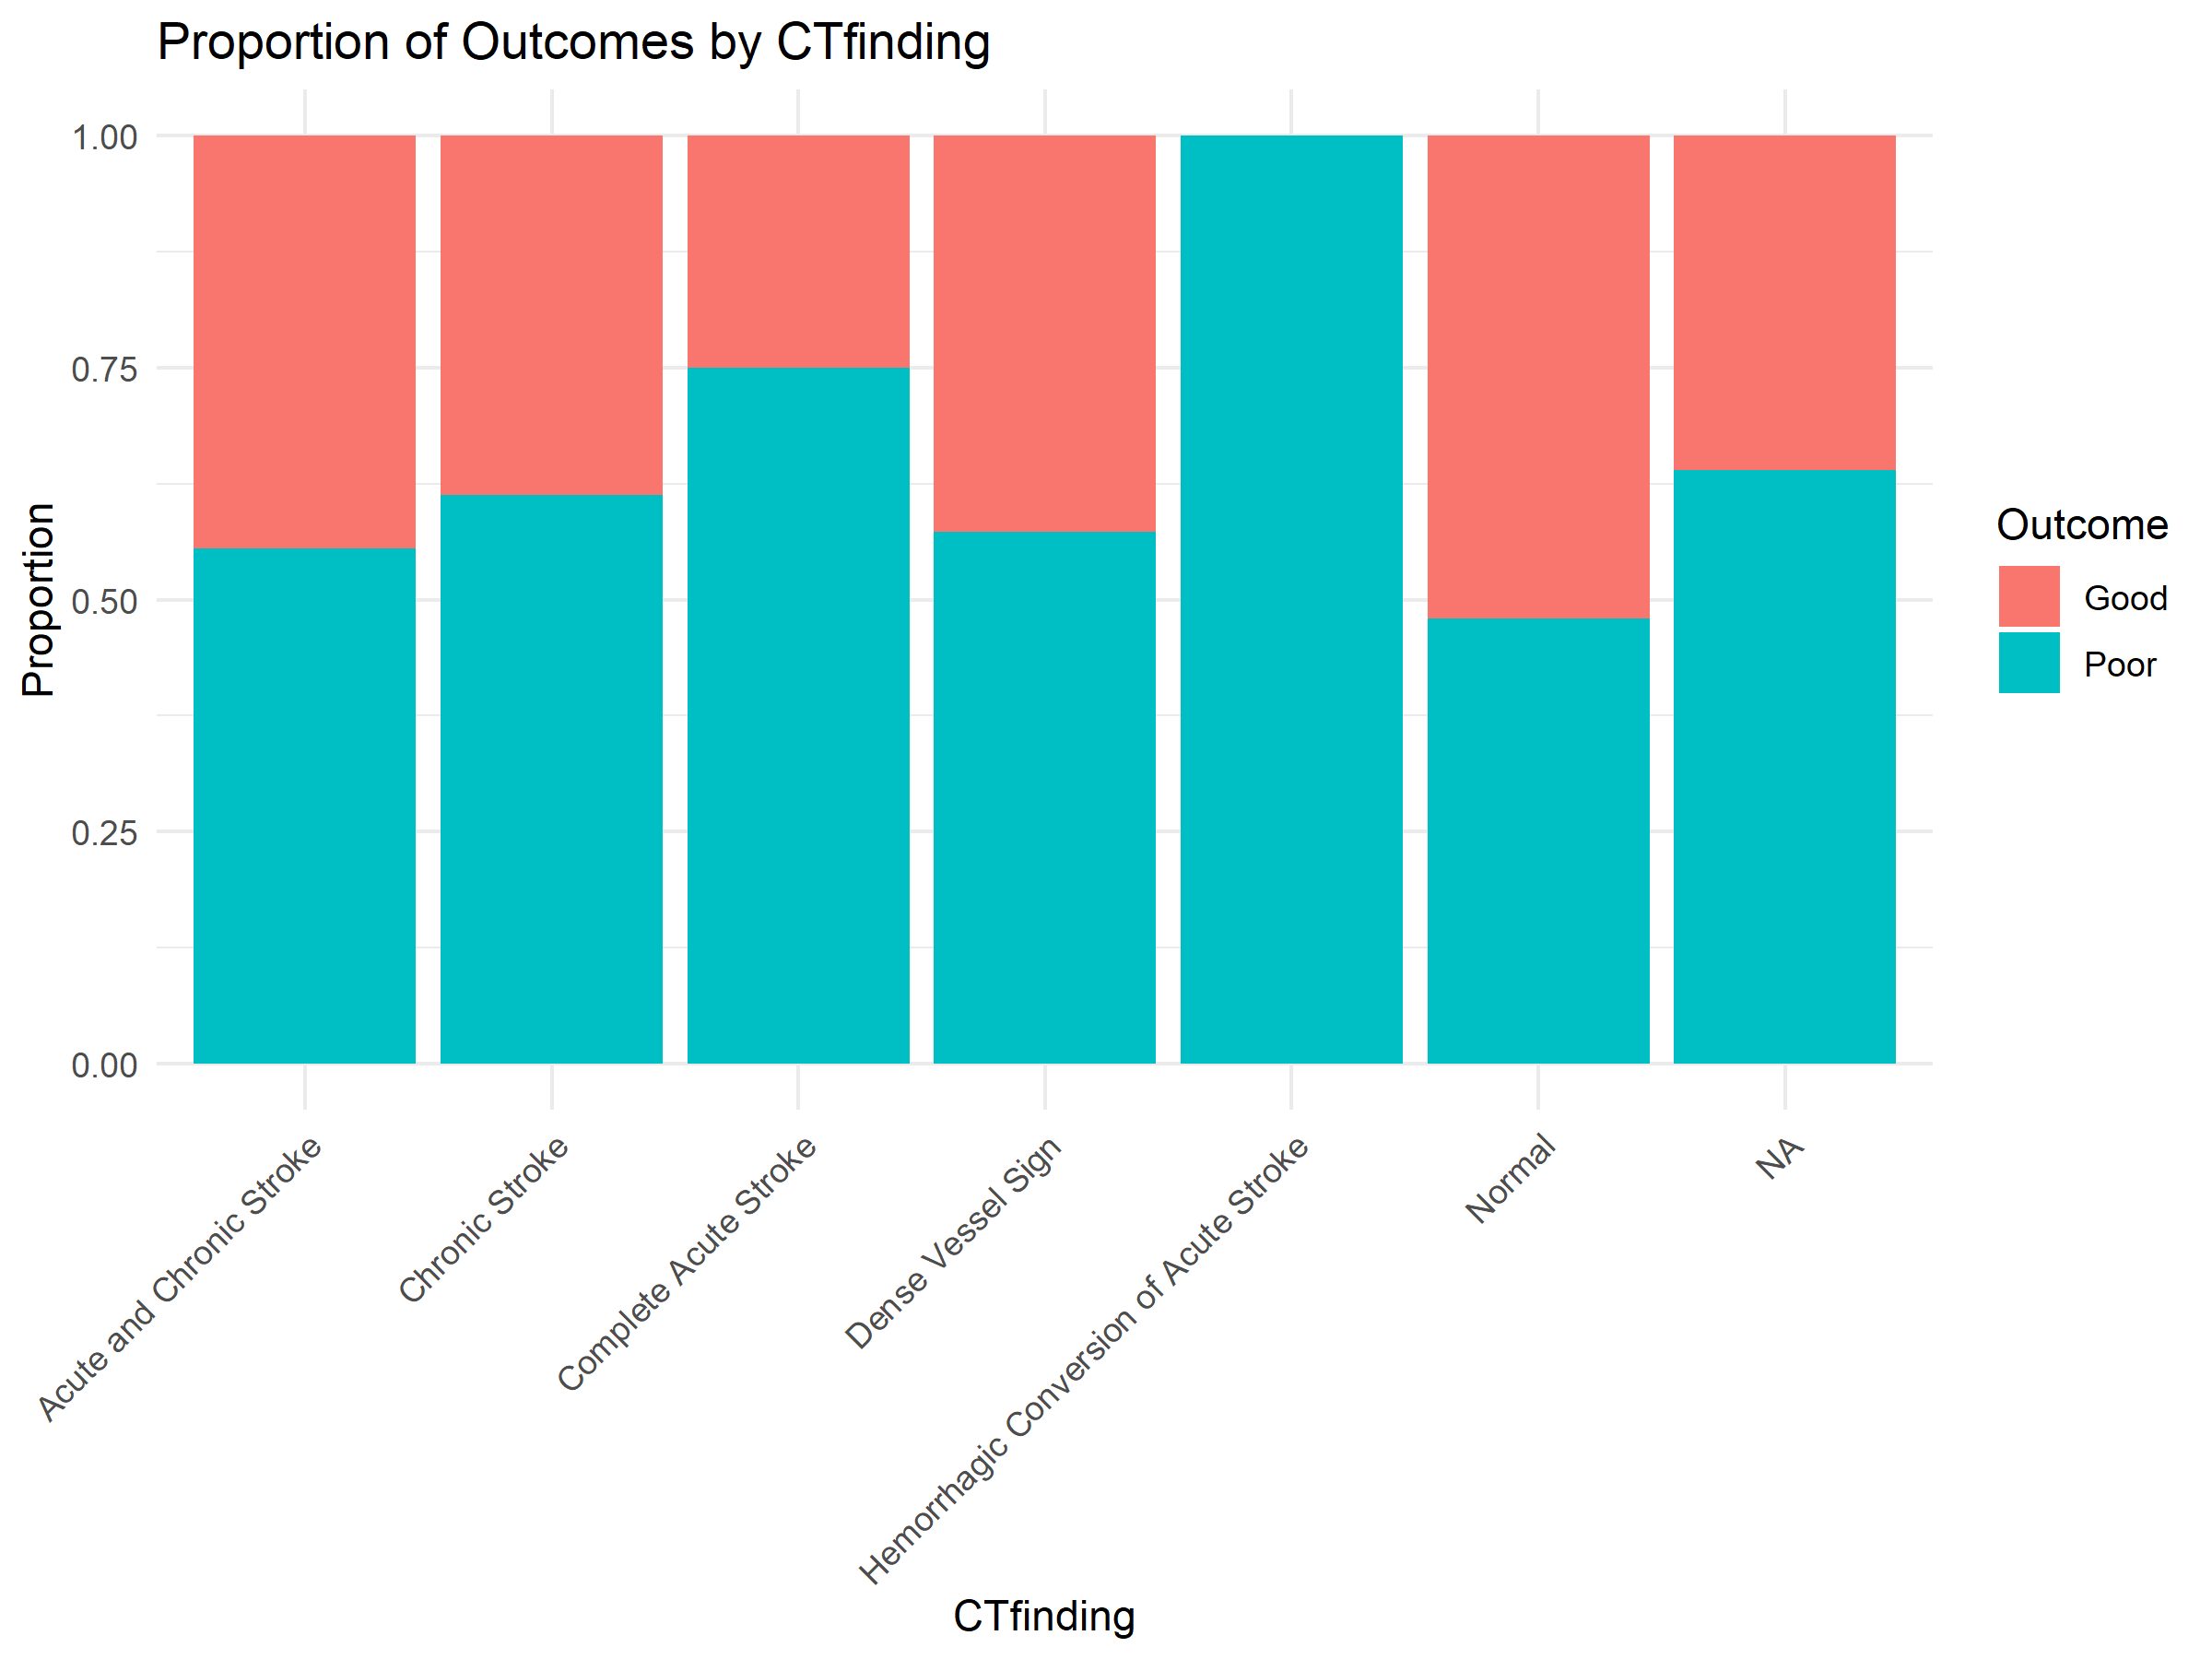 Proportion of Outcomes by CTfinding
1.00
0.75
0.50
0.25
0.00
Proportion
Acute and Chronic Stroke
Chronic Stroke
Complete Acute Stroke
Dense Vessel Sign
Hemorrhagic Conversion of Acute Stroke
Normal
NA
CTfinding
Outcome
Good
Poor